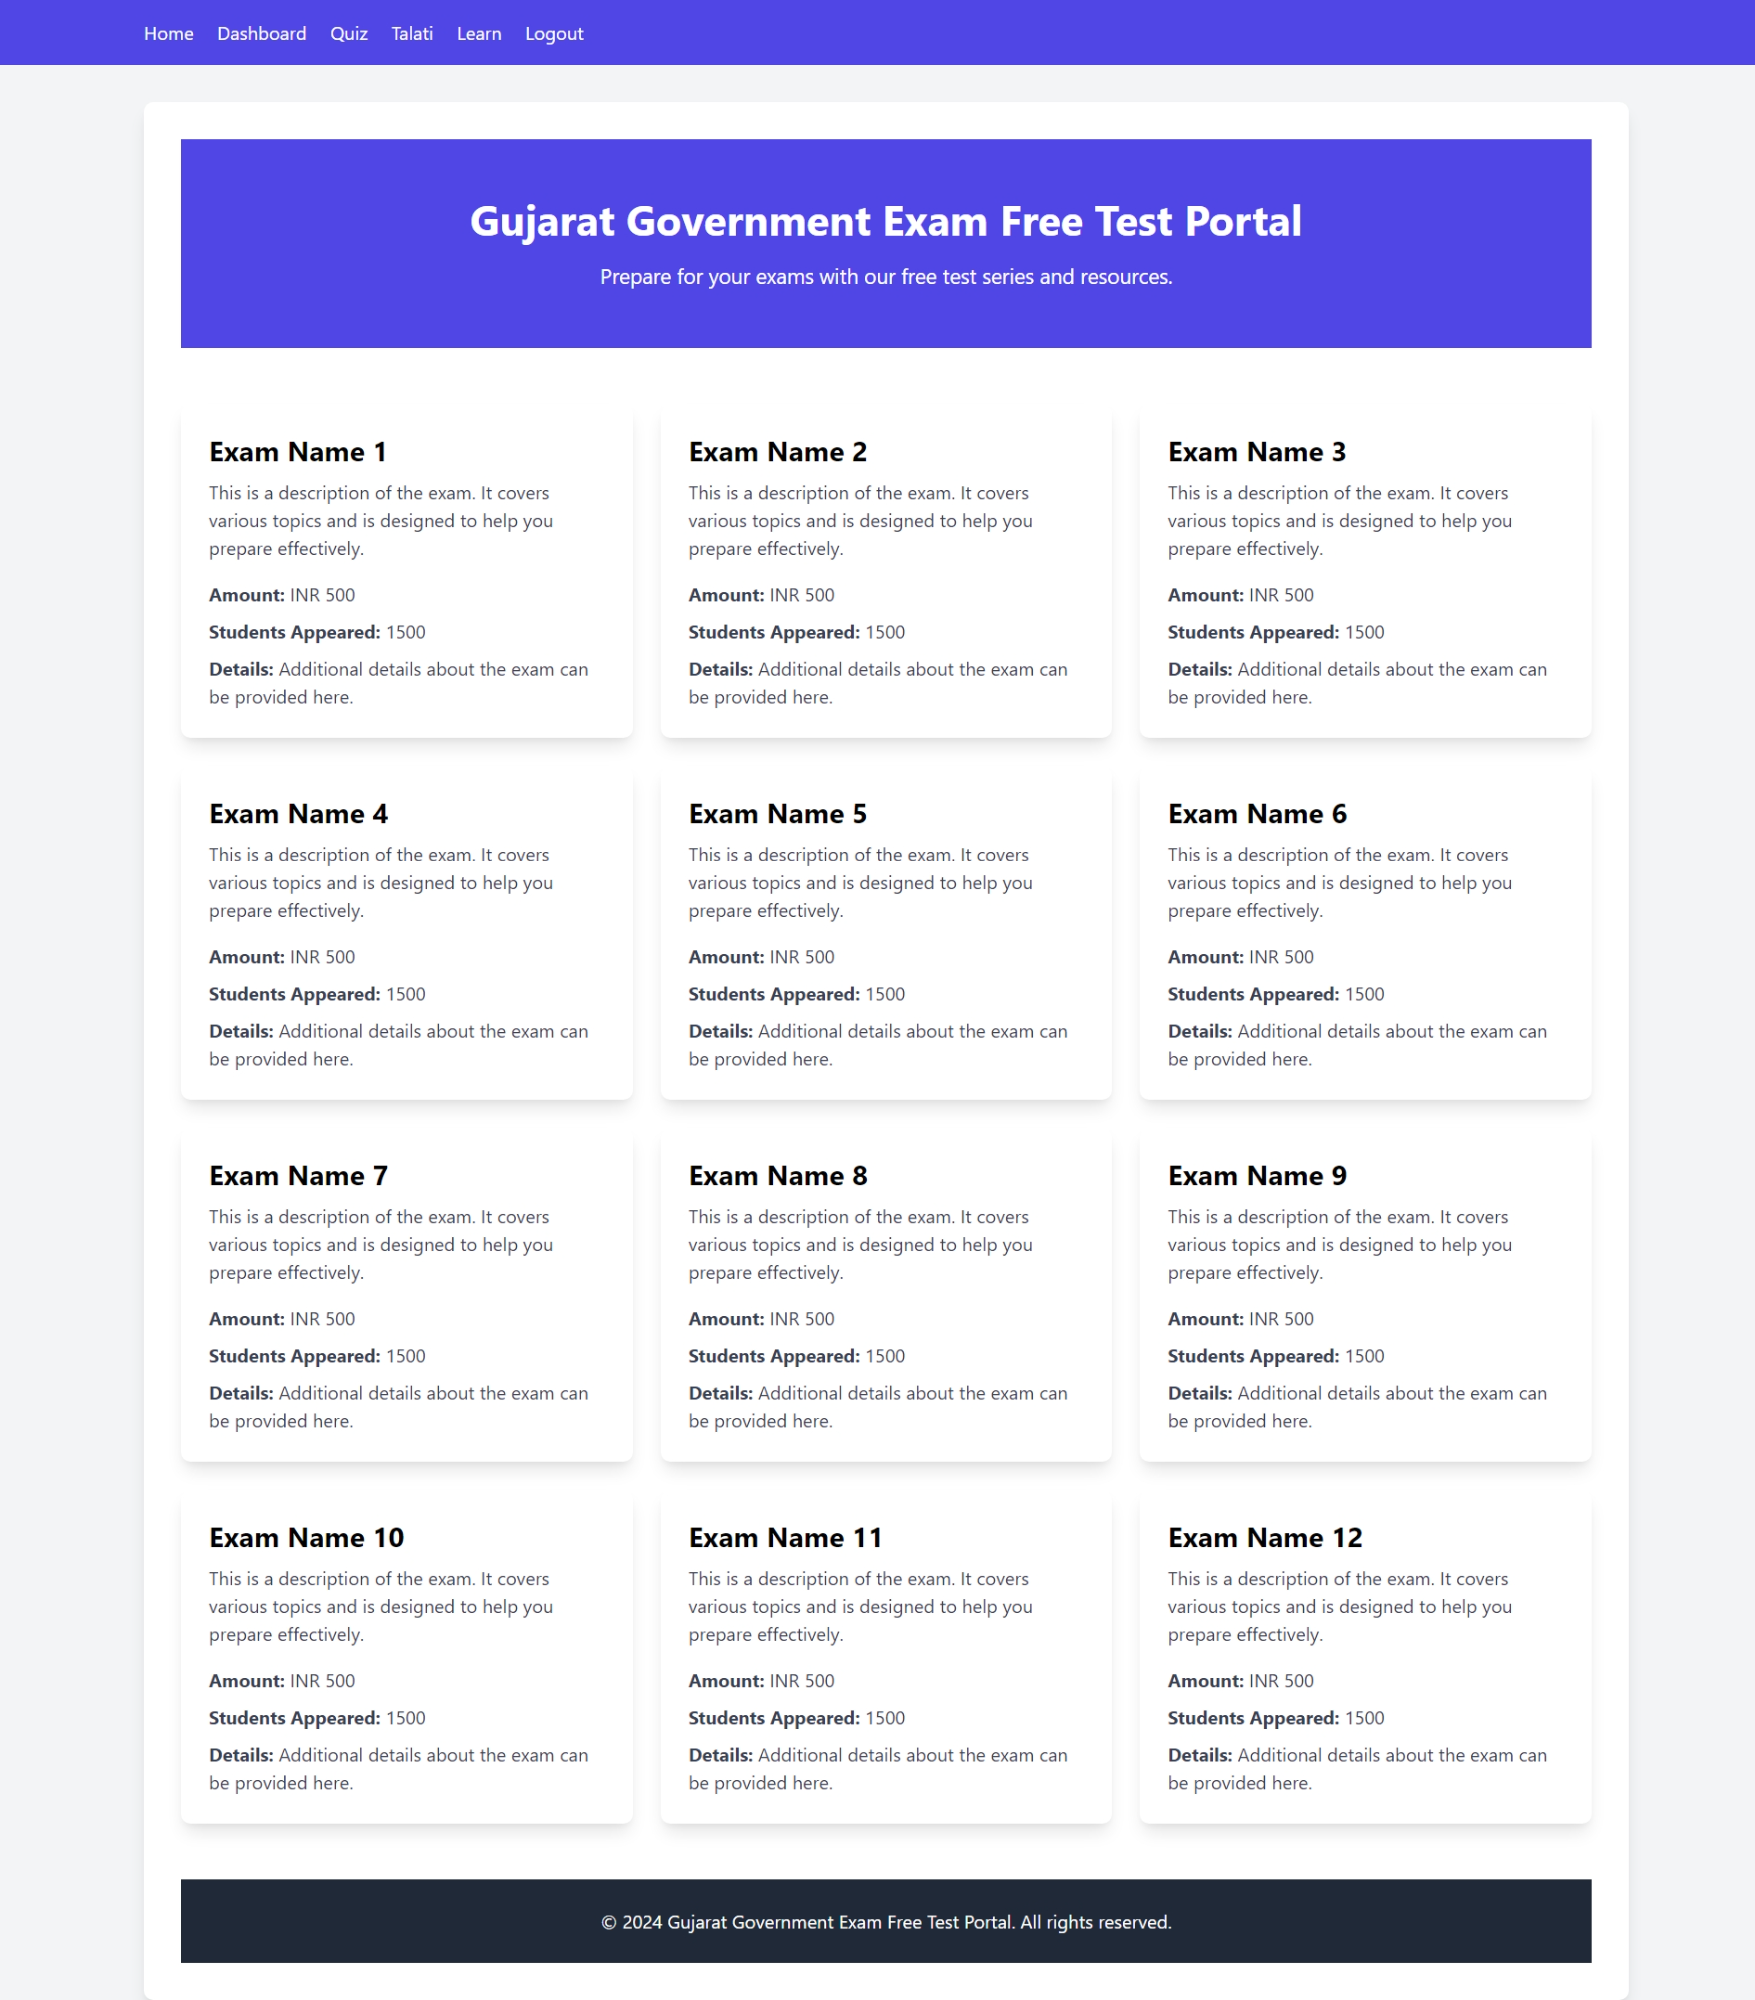 Home Dashboard Quiz Talati Learn Logout
Gujarat Government Exam Free Test Portal
Prepare for your exams with our free test series and resources.
Exam Name 1
This is a description of the exam. It covers
various topics and is designed to help you
prepare effectively.
Amount: INR 500
Students Appeared: 1500
Details: Additional details about the exam can
be provided here.
Exam Name 2
This is a description of the exam. It covers
various topics and is designed to help you
prepare effectively.
Amount: INR 500
Students Appeared: 1500
Details: Additional details about the exam can
be provided here.
Exam Name 3
This is a description of the exam. It covers
various topics and is designed to help you
prepare effectively.
Amount: INR 500
Students Appeared: 1500
Details: Additional details about the exam can
be provided here.
Exam Name 4
This is a description of the exam. It covers
various topics and is designed to help you
prepare effectively.
Amount: INR 500
Students Appeared: 1500
Details: Additional details about the exam can
be provided here.
Exam Name 5
This is a description of the exam. It covers
various topics and is designed to help you
prepare effectively.
Amount: INR 500
Students Appeared: 1500
Details: Additional details about the exam can
be provided here.
Exam Name 6
This is a description of the exam. It covers
various topics and is designed to help you
prepare effectively.
Amount: INR 500
Students Appeared: 1500
Details: Additional details about the exam can
be provided here.
Exam Name 7
This is a description of the exam. It covers
various topics and is designed to help you
prepare effectively.
Amount: INR 500
Students Appeared: 1500
Details: Additional details about the exam can
be provided here.
Exam Name 8
This is a description of the exam. It covers
various topics and is designed to help you
prepare effectively.
Amount: INR 500
Students Appeared: 1500
Details: Additional details about the exam can
be provided here.
Exam Name 9
This is a description of the exam. It covers
various topics and is designed to help you
prepare effectively.
Amount: INR 500
Students Appeared: 1500
Details: Additional details about the exam can
be provided here.
Exam Name 10
This is a description of the exam. It covers
various topics and is designed to help you
prepare effectively.
Amount: INR 500
Students Appeared: 1500
Details: Additional details about the exam can
be provided here.
Exam Name 11
This is a description of the exam. It covers
various topics and is designed to help you
prepare effectively.
Amount: INR 500
Students Appeared: 1500
Details: Additional details about the exam can
be provided here.
Exam Name 12
This is a description of the exam. It covers
various topics and is designed to help you
prepare effectively.
Amount: INR 500
Students Appeared: 1500
Details: Additional details about the exam can
be provided here.
© 2024 Gujarat Government Exam Free Test Portal. All rights reserved.